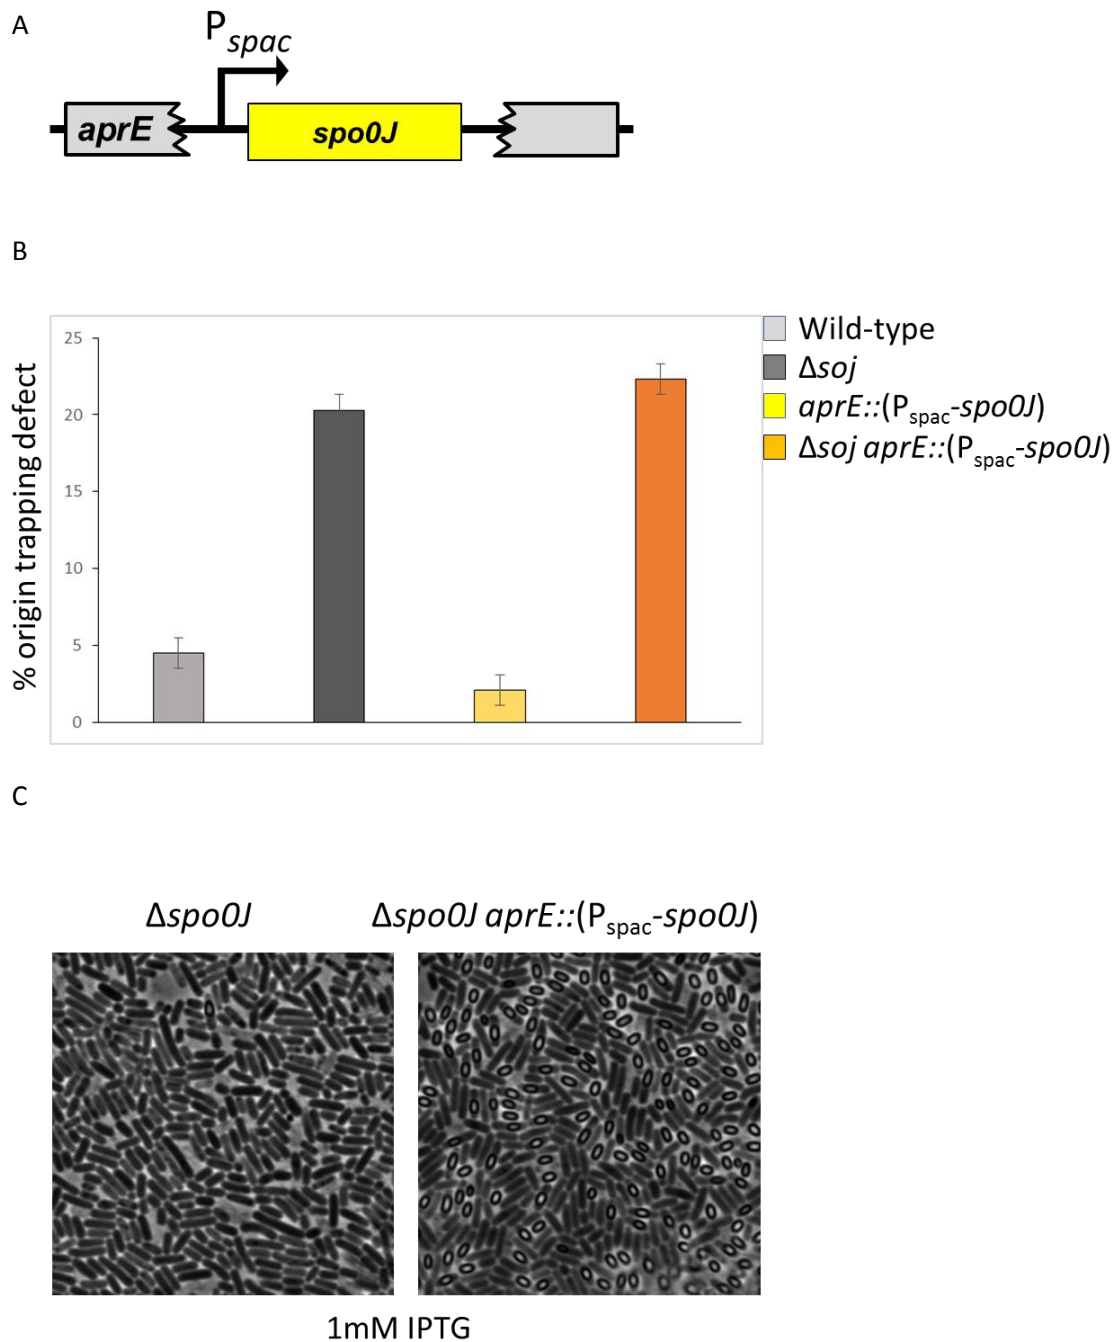 A
Pspac
aprE
spo0J
B
% origin trapping defect
25
20
15
10
5
0
Wild-type
Δsoj
aprE::(Pspac-spo0J)
Δsoj aprE::(Pspac-spo0J)
C
Δspo0J
Δspo0J aprE::(Pspac-spo0J)
1mM IPTG